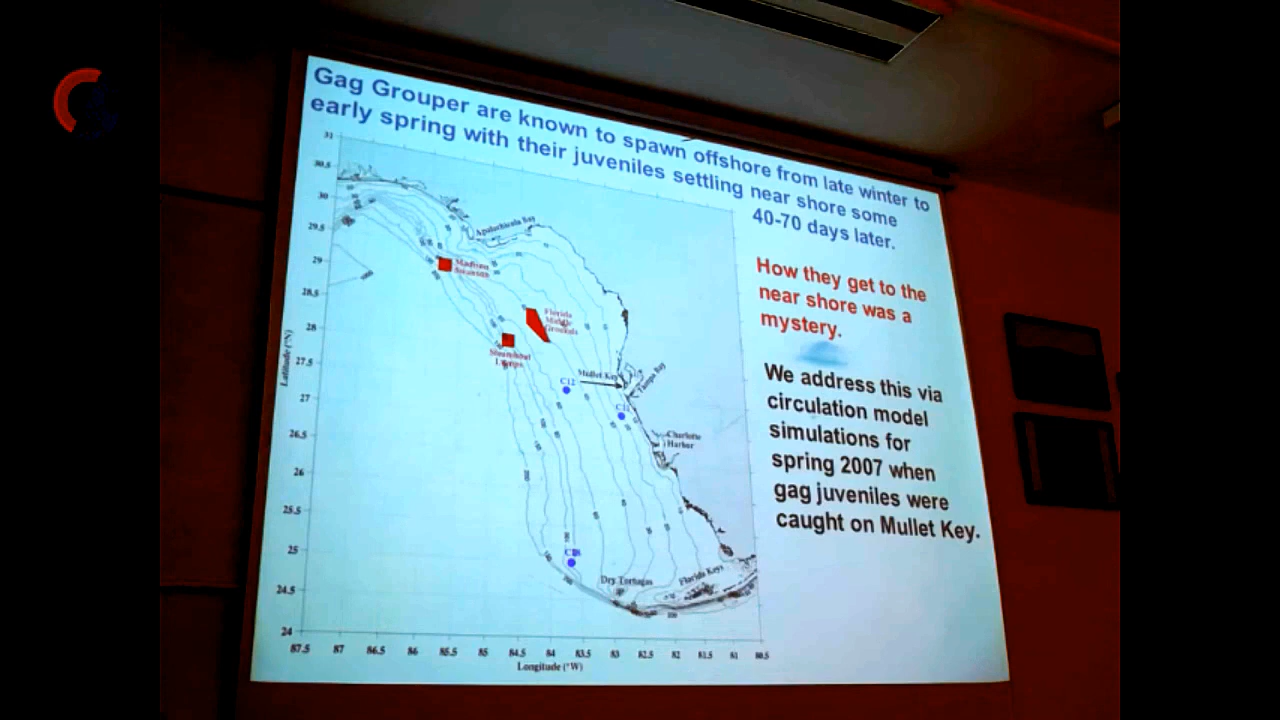 Gag Grouper are known to spawn offshore from late winter to
early spring with their juveniles settling near shore some
40-70 days later.
How they get to the
near shore was a
mystery.
We address this via
circulation model
simulations for
spring 2007 when
gag juveniles were
caught on Mullet Key.
31
30.5
30
29.5
29
28.5
28
27.5
27
26.5
26
25.5
25
24.5
24
Latitude (°N)
Apalachicola Bay
Madison
Swanson
Florida
Middle
Grounds
Steamboat
Lumps
Mullet Key
Tampa Bay
C12
C11
Charlotte
Harbor
Dry Tortugas
Florida Keys
87.5 87 86.5 86 85.5 85 84.5 84 83.5 83 82.5 82 81.5 81 80.5
Longitude (°W)